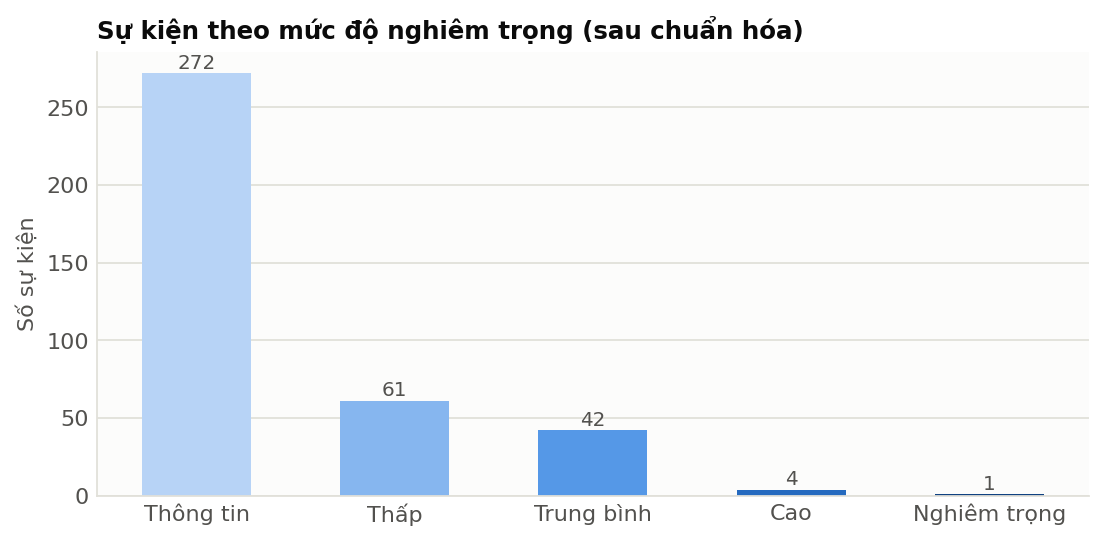 Sự kiện theo mức độ nghiêm trọng (sau chuẩn hóa)
Số sự kiện
250
200
150
100
50
0
272
61
42
4
1
Thông tin
Thấp
Trung bình
Cao
Nghiêm trọng